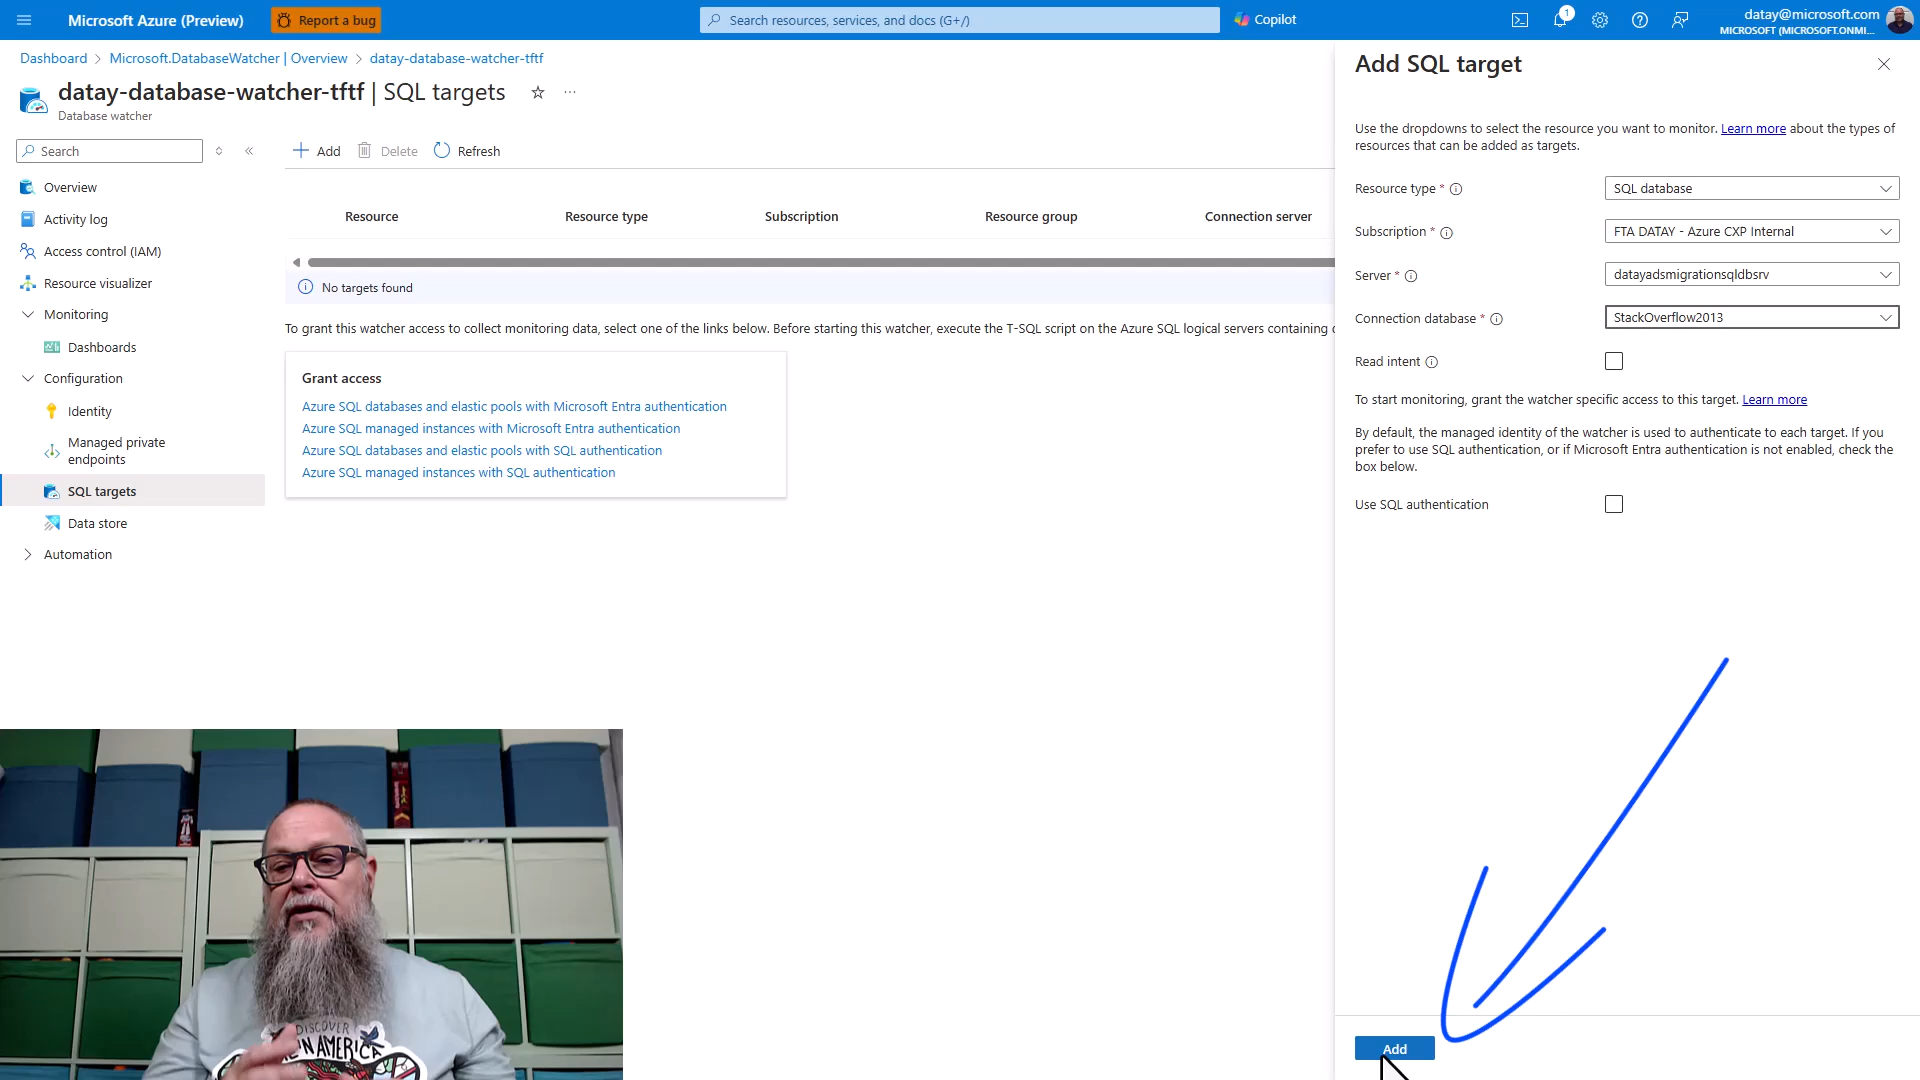 Microsoft Azure (Preview)
Report a bug
Search resources, services, and docs (G+/)
Copilot
1
datay@microsoft.com
MICROSOFT (MICROSOFT.ONMI...
Dashboard > Microsoft.DatabaseWatcher | Overview > datay-database-watcher-tftf
datay-database-watcher-tftf | SQL targets
Database watcher
Search
Overview
Activity log
Access control (IAM)
Resource visualizer
Monitoring
Dashboards
Configuration
Identity
Managed private
endpoints
SQL targets
Data store
Automation
Add
Delete
Refresh
Resource
Resource type
Subscription
Resource group
Connection server
No targets found
To grant this watcher access to collect monitoring data, select one of the links below. Before starting this watcher, execute the T-SQL script on the Azure SQL logical servers containing
Grant access
Azure SQL databases and elastic pools with Microsoft Entra authentication
Azure SQL managed instances with Microsoft Entra authentication
Azure SQL databases and elastic pools with SQL authentication
Azure SQL managed instances with SQL authentication
Add SQL target
Use the dropdowns to select the resource you want to monitor. Learn more about the types of
resources that can be added as targets.
Resource type *
SQL database
Subscription *
FTA DATAY - Azure CXP Internal
Server *
datayadsmigrationsqldbsrv
Connection database *
StackOverflow2013
Read intent
To start monitoring, grant the watcher specific access to this target. Learn more
By default, the managed identity of the watcher is used to authenticate to each target. If you
prefer to use SQL authentication, or if Microsoft Entra authentication is not enabled, check the
box below.
Use SQL authentication
Add
DISCOVER
AMERICA